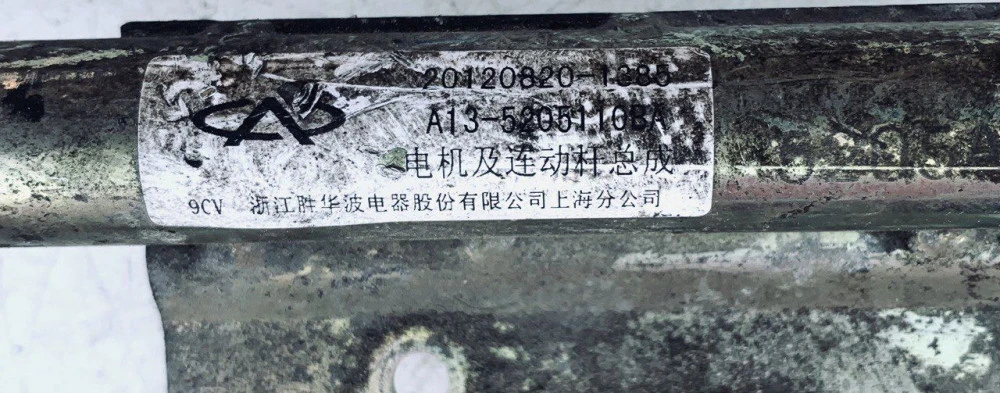 20120820-1385
A13-5205110BA
电机及连动杆总成
9CV 浙江胜华波电器股份有限公司上海分公司